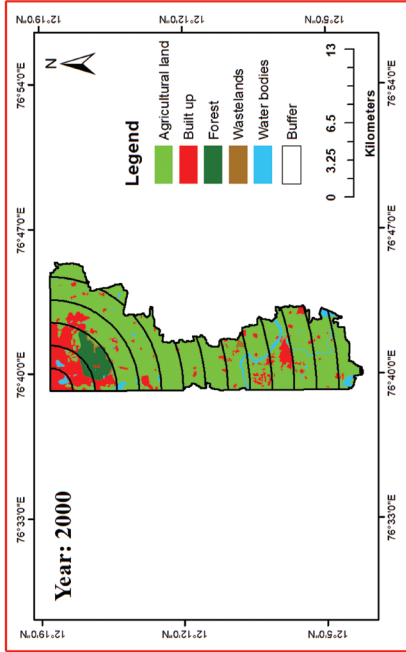 76°33'0"E 76°40'0"E 76°47'0"E 76°54'0"E
12°19'0"N 12°19'0"N
Year: 2000
N
Legend
Agricultural land
Built up
12°12'0"N 12°12'0"N
Forest
Wastelands
Water bodies
Buffer
0 3.25 6.5 13
12°5'0"N 12°5'0"N
Kilometers
76°33'0"E 76°40'0"E 76°47'0"E 76°54'0"E